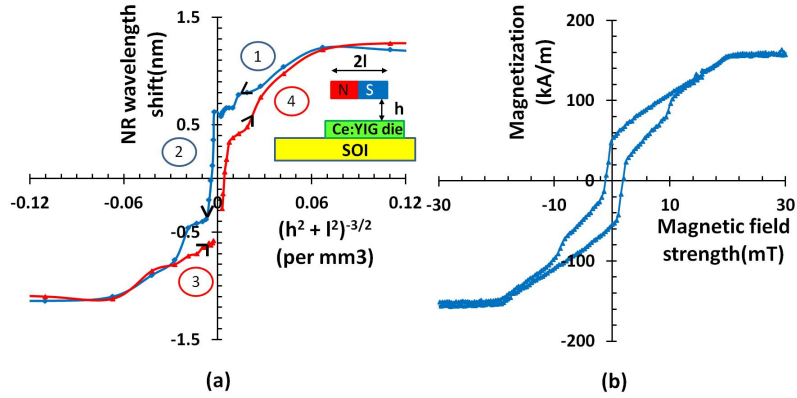 NR wavelength
shift(nm)
1.5
0.5
-0.5
-1.5
-0.12
-0.06
0
0.06
0.12
(h² + l²)⁻³/²
(per mm3)
1
2
3
4
2l
N
S
h
Ce:YIG die
SOI
(a)
Magnetization
(kA/m)
200
100
0
-100
-200
-30
-10
10
30
Magnetic field
strength(mT)
(b)